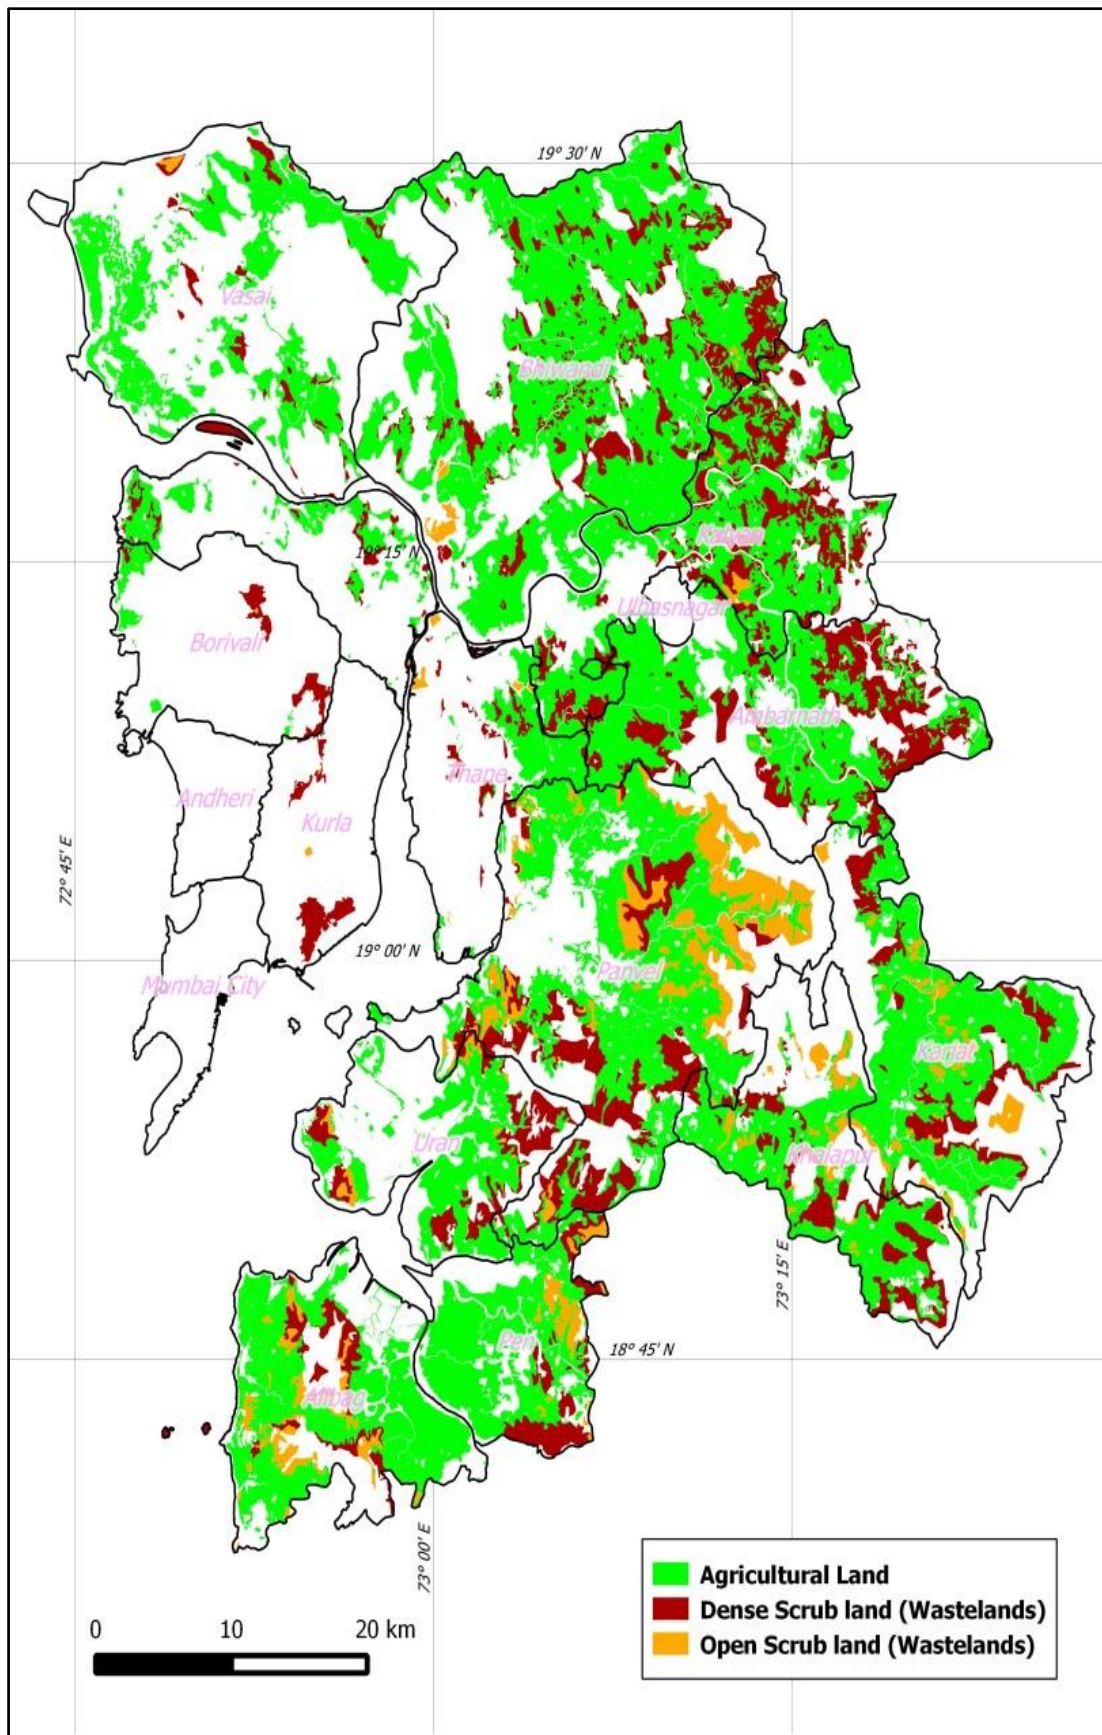 19° 30' N
Vasai
Bhiwandi
Kalyan
19° 15' N
Ulhasnagar
Borivali
Ambarnath
Thane
Andheri
Kurla
72° 45' E
19° 00' N
Panvel
Mumbai City
Karjat
Uran
Khalapur
73° 15' E
Pen
18° 45' N
Alibag
73° 00' E
Agricultural Land
Dense Scrub land (Wastelands)
Open Scrub land (Wastelands)
0 10 20 km